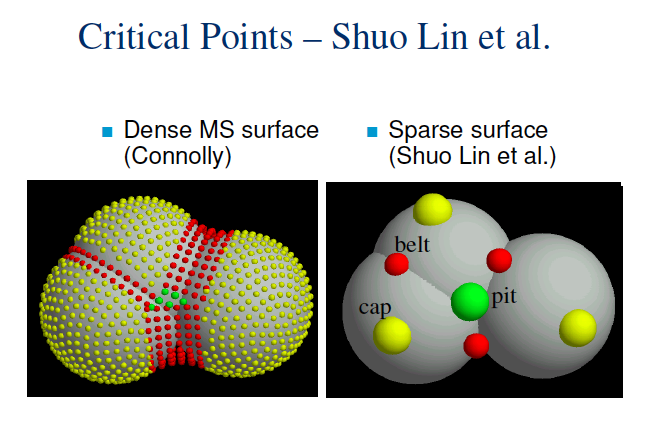 Critical Points – Shuo Lin et al.
Dense MS surface
(Connolly)
Sparse surface
(Shuo Lin et al.)
belt
cap
pit